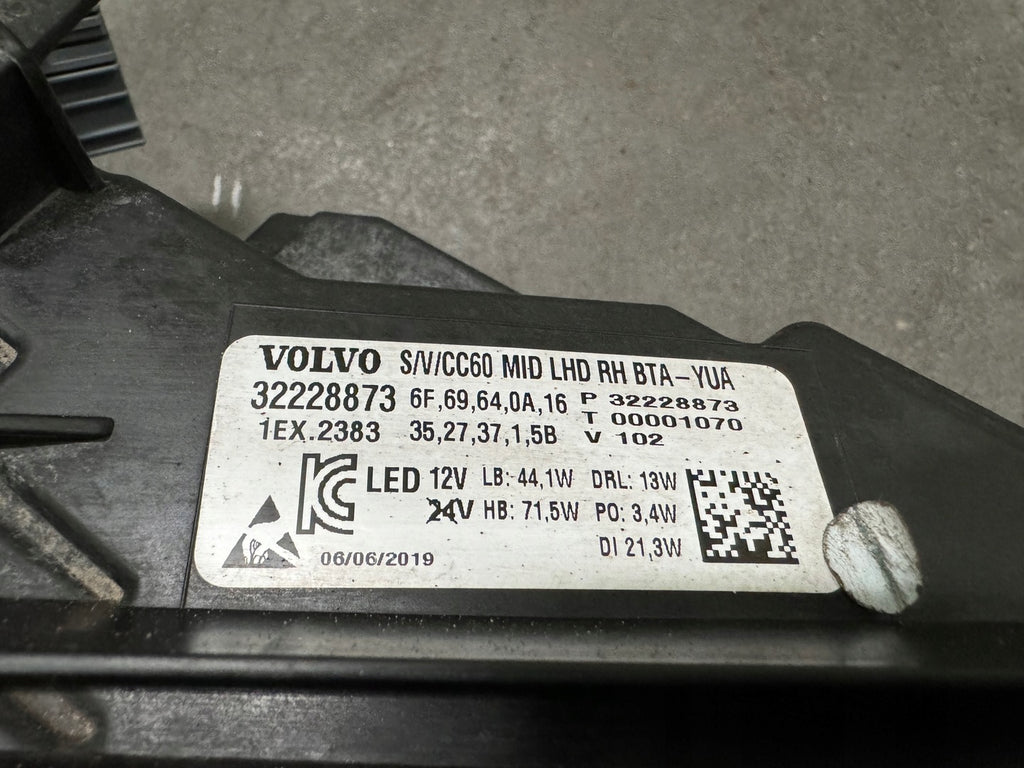 VOLVO S/V/CC60 MID LHD RH BTA-YUA
32228873 6F,69,64,0A,16 P 32228873
T 00001070
1EX.2383 35,27,37,1,5B V 102
LED 12V LB: 44,1W DRL: 13W
24V HB: 71,5W PO: 3,4W
DI 21,3W
06/06/2019